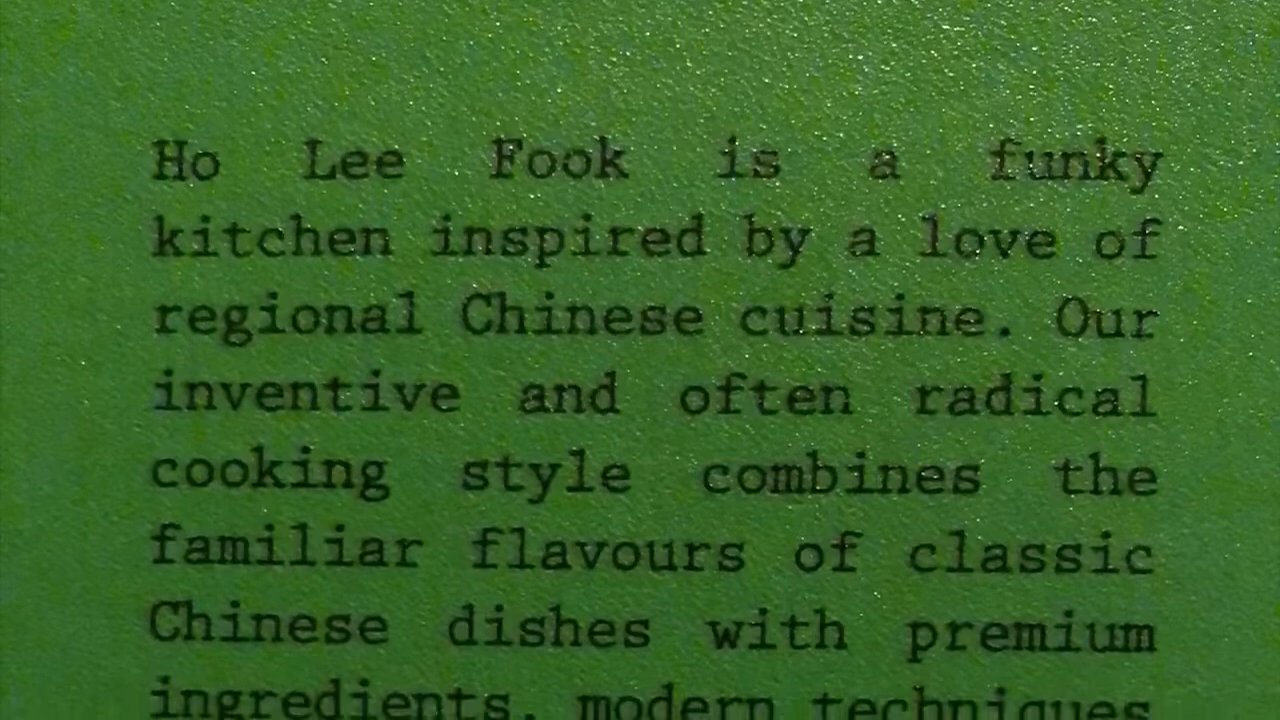 Ho Lee Fook is a funky
kitchen inspired by a love of
regional Chinese cuisine. Our
inventive and often radical
cooking style combines the
familiar flavours of classic
Chinese dishes with premium
ingredients, modern techniques